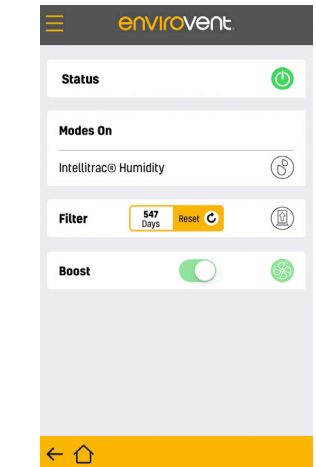 envirovent
Status
Modes On
Intellitrac® Humidity
Filter
547
Days
Reset
Boost